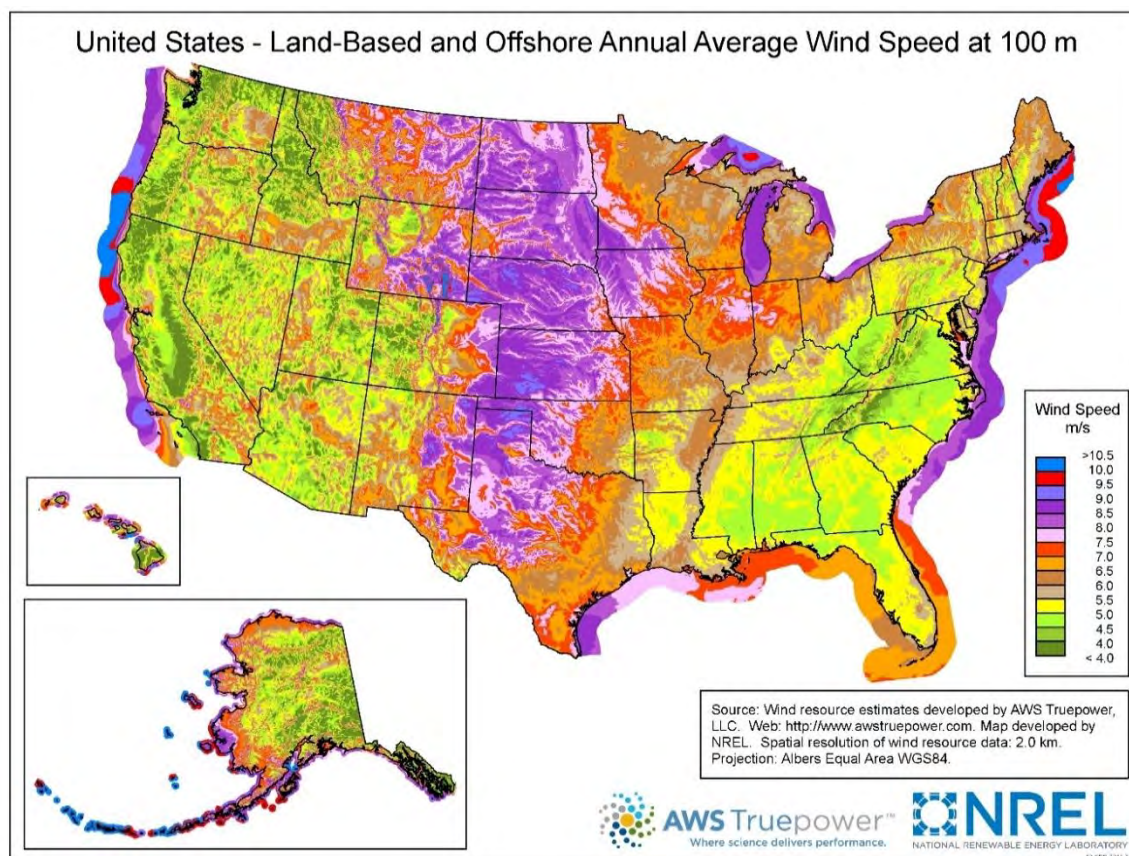 United States - Land-Based and Offshore Annual Average Wind Speed at 100 m
Wind Speed
m/s
>10.5
10.0
9.5
9.0
8.5
8.0
7.5
7.0
6.5
6.0
5.5
5.0
4.5
4.0
< 4.0
Source: Wind resource estimates developed by AWS Truepower,
LLC. Web: http://www.awstruepower.com. Map developed by
NREL. Spatial resolution of wind resource data: 2.0 km.
Projection: Albers Equal Area WGS84.
AWS Truepower™
Where science delivers performance.
NREL
NATIONAL RENEWABLE ENERGY LABORATORY